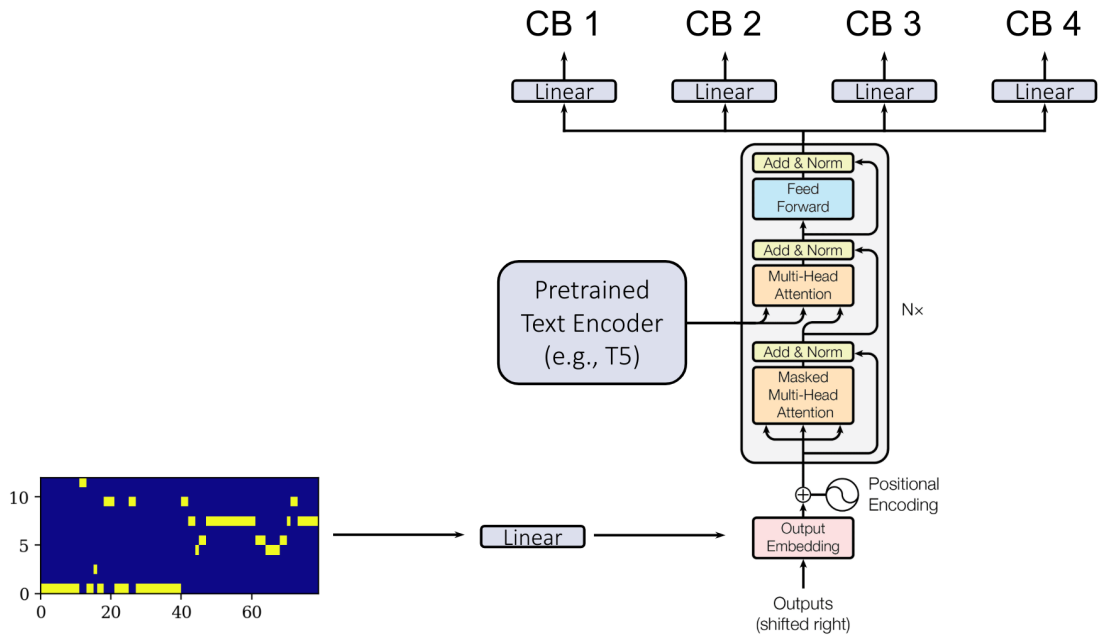 CB 1 CB 2 CB 3 CB 4
Linear Linear Linear Linear
Add & Norm
Feed
Forward
Add & Norm
Multi-Head
Attention
Pretrained
Text Encoder
(e.g., T5)
N×
Add & Norm
Masked
Multi-Head
Attention
Positional
Encoding
10
5
0
0 20 40 60
Linear
Output
Embedding
Outputs
(shifted right)